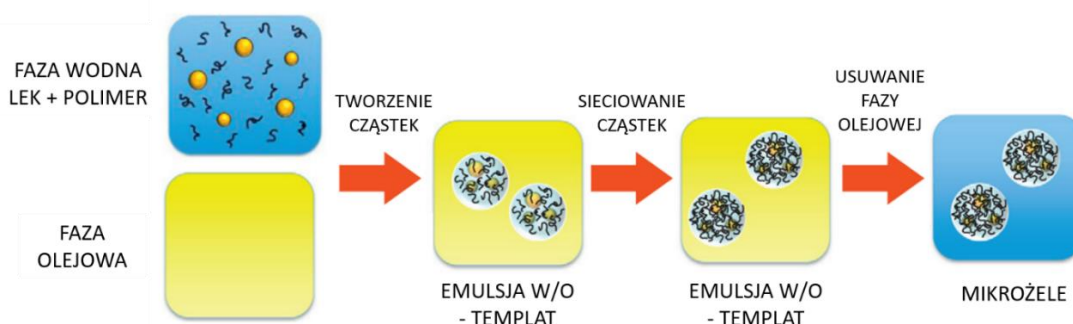 FAZA WODNA
LEK + POLIMER
FAZA
OLEJOWA
TWORZENIE
CZĄSTEK
EMULSJA W/O
- TEMPLAT
SIECIOWANIE
CZĄSTEK
EMULSJA W/O
- TEMPLAT
USUWANIE
FAZY
OLEJOWEJ
MIKROŻELE